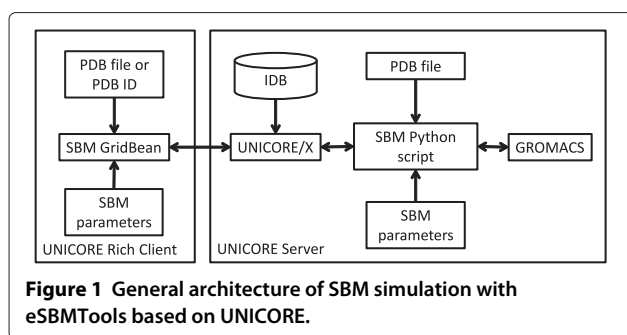 PDB file or
PDB ID
SBM GridBean
SBM
parameters
UNICORE Rich Client
IDB
UNICORE/X
PDB file
SBM Python
script
SBM
parameters
GROMACS
UNICORE Server
Figure 1 General architecture of SBM simulation with
eSBMTools based on UNICORE.